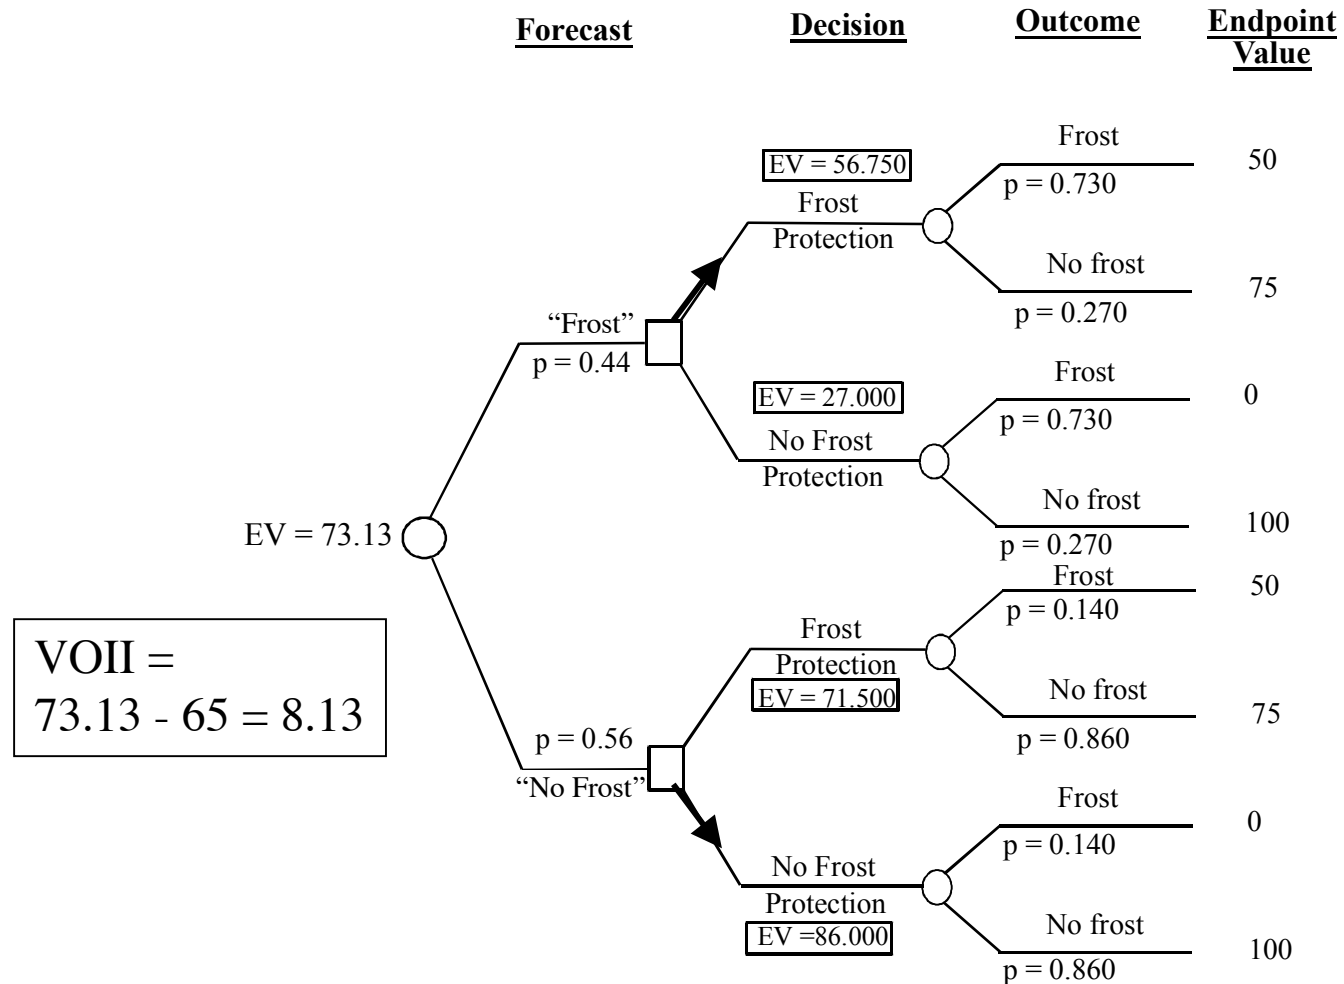 Forecast
Decision
Outcome
Endpoint
Value
Frost
50
EV = 56.750
p = 0.730
Frost
Protection
No frost
75
p = 0.270
“Frost”
p = 0.44
Frost
0
EV = 27.000
p = 0.730
No Frost
Protection
No frost
100
p = 0.270
EV = 73.13
Frost
50
p = 0.140
Frost
Protection
EV = 71.500
No frost
75
p = 0.860
VOII =
73.13 - 65 = 8.13
p = 0.56
“No Frost”
Frost
0
p = 0.140
No Frost
Protection
EV =86.000
No frost
100
p = 0.860